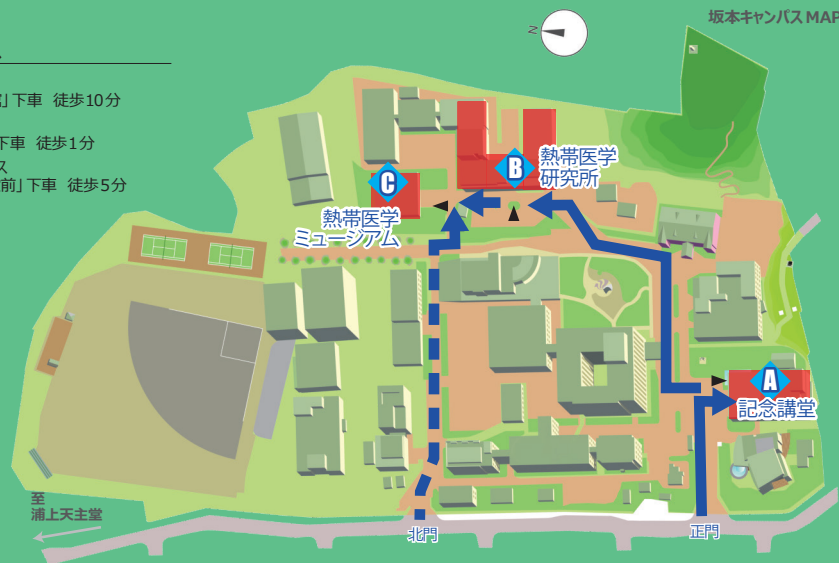 坂本キャンパスMAP
N
」下車 徒歩10分
下車 徒歩1分
ス
前」下車 徒歩5分
C
熱帯医学
ミュージアム
B
熱帯医学
研究所
A
記念講堂
至
浦上天主堂
北門
正門